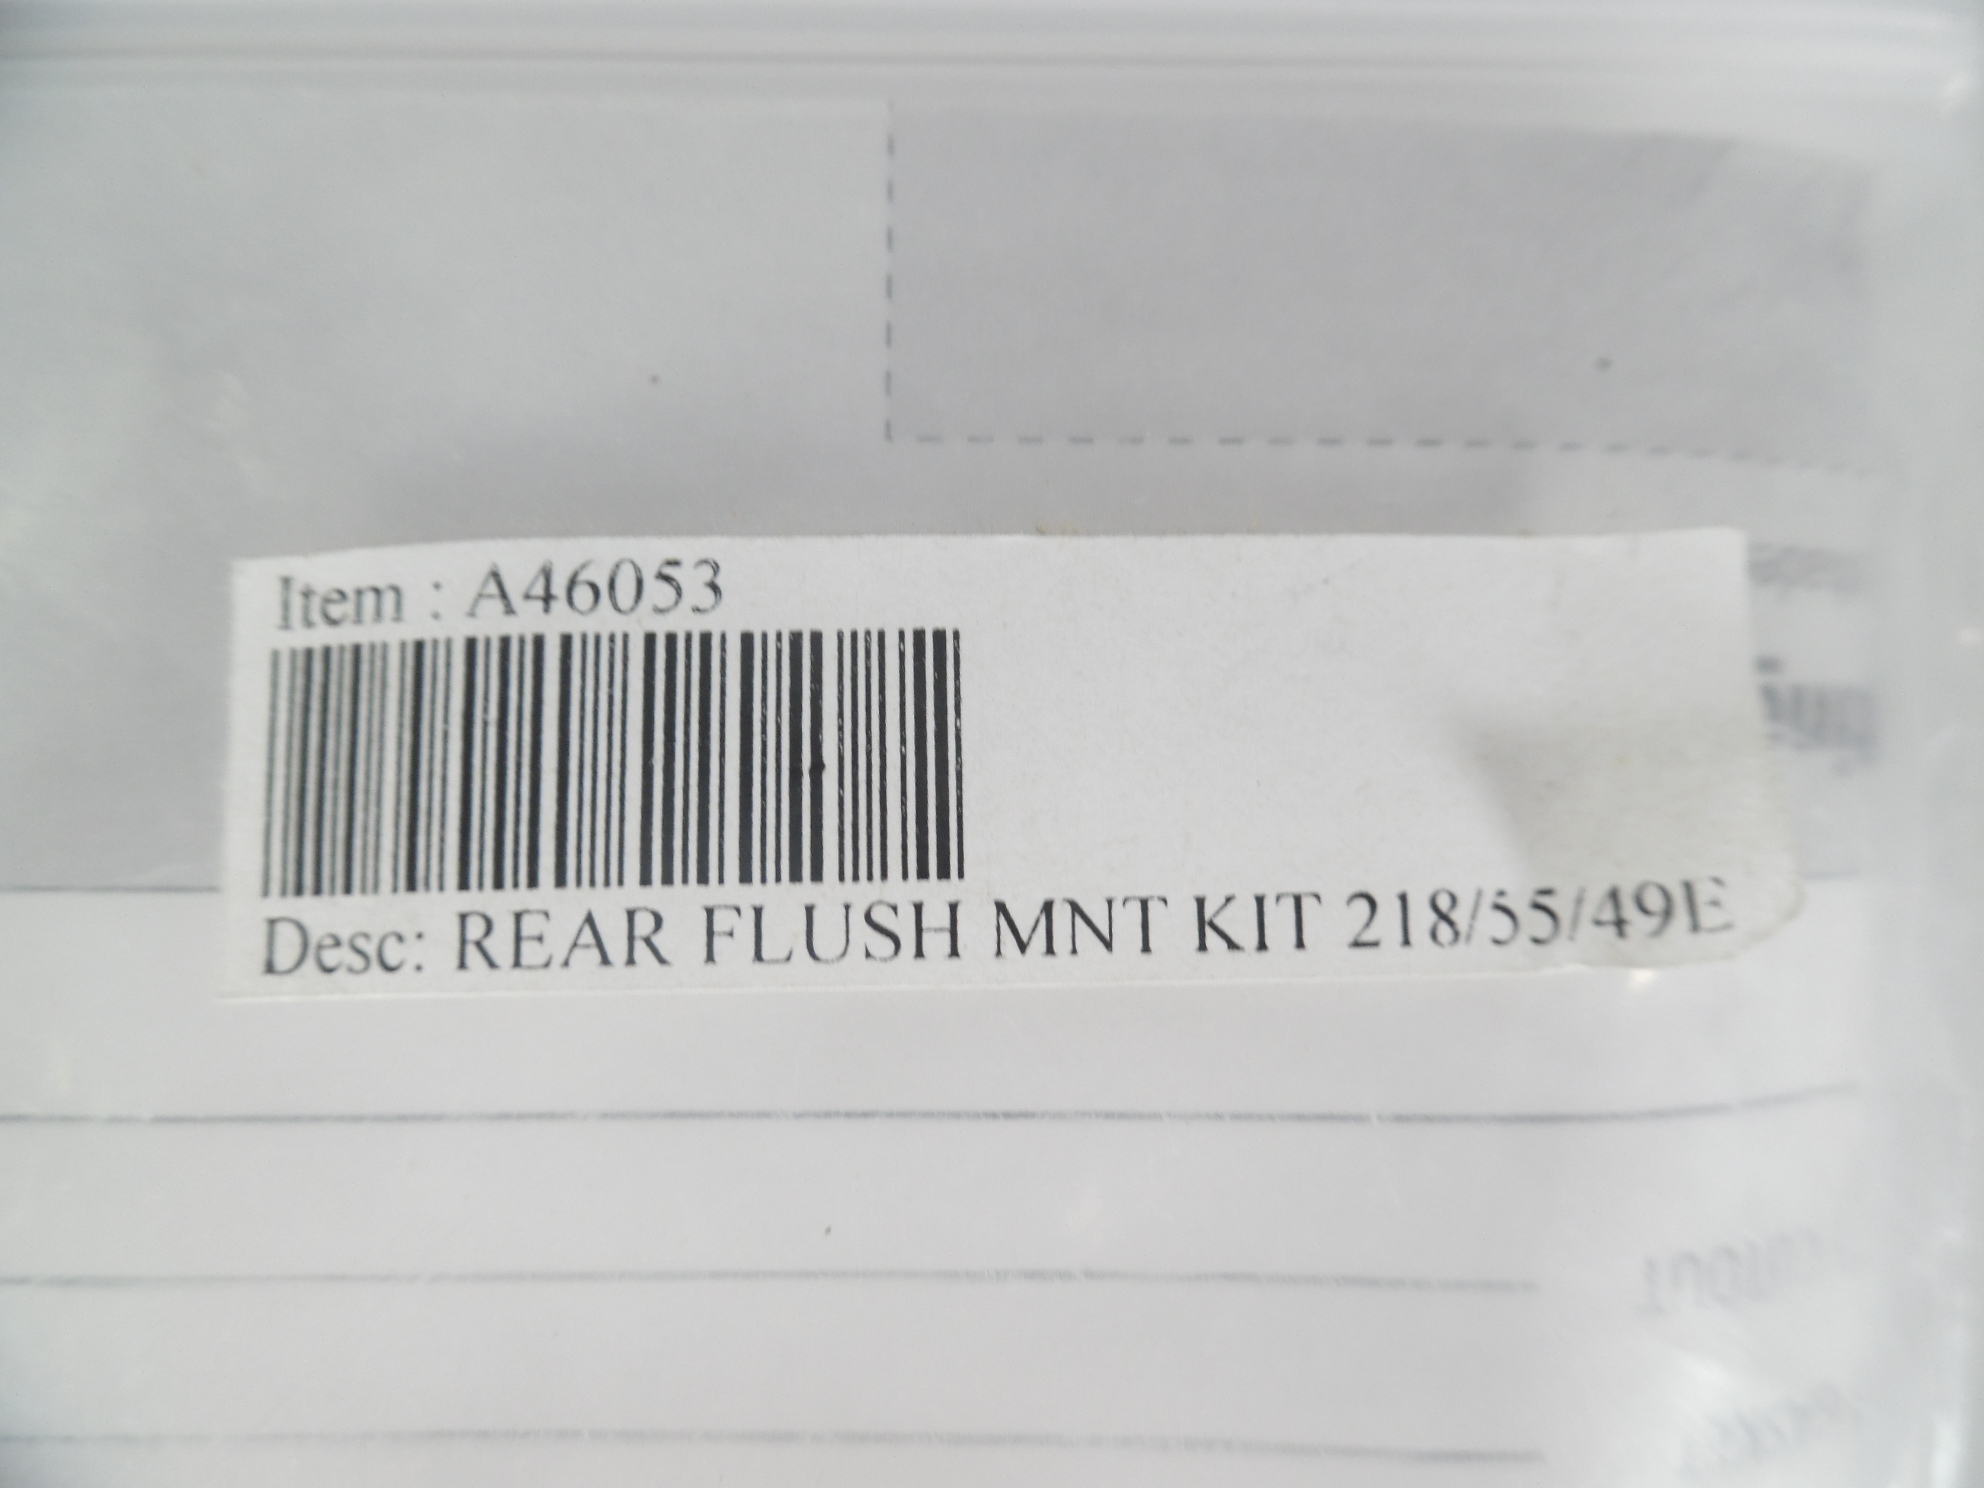 Item : A46053
Desc: REAR FLUSH MNT KIT 218/55/49E